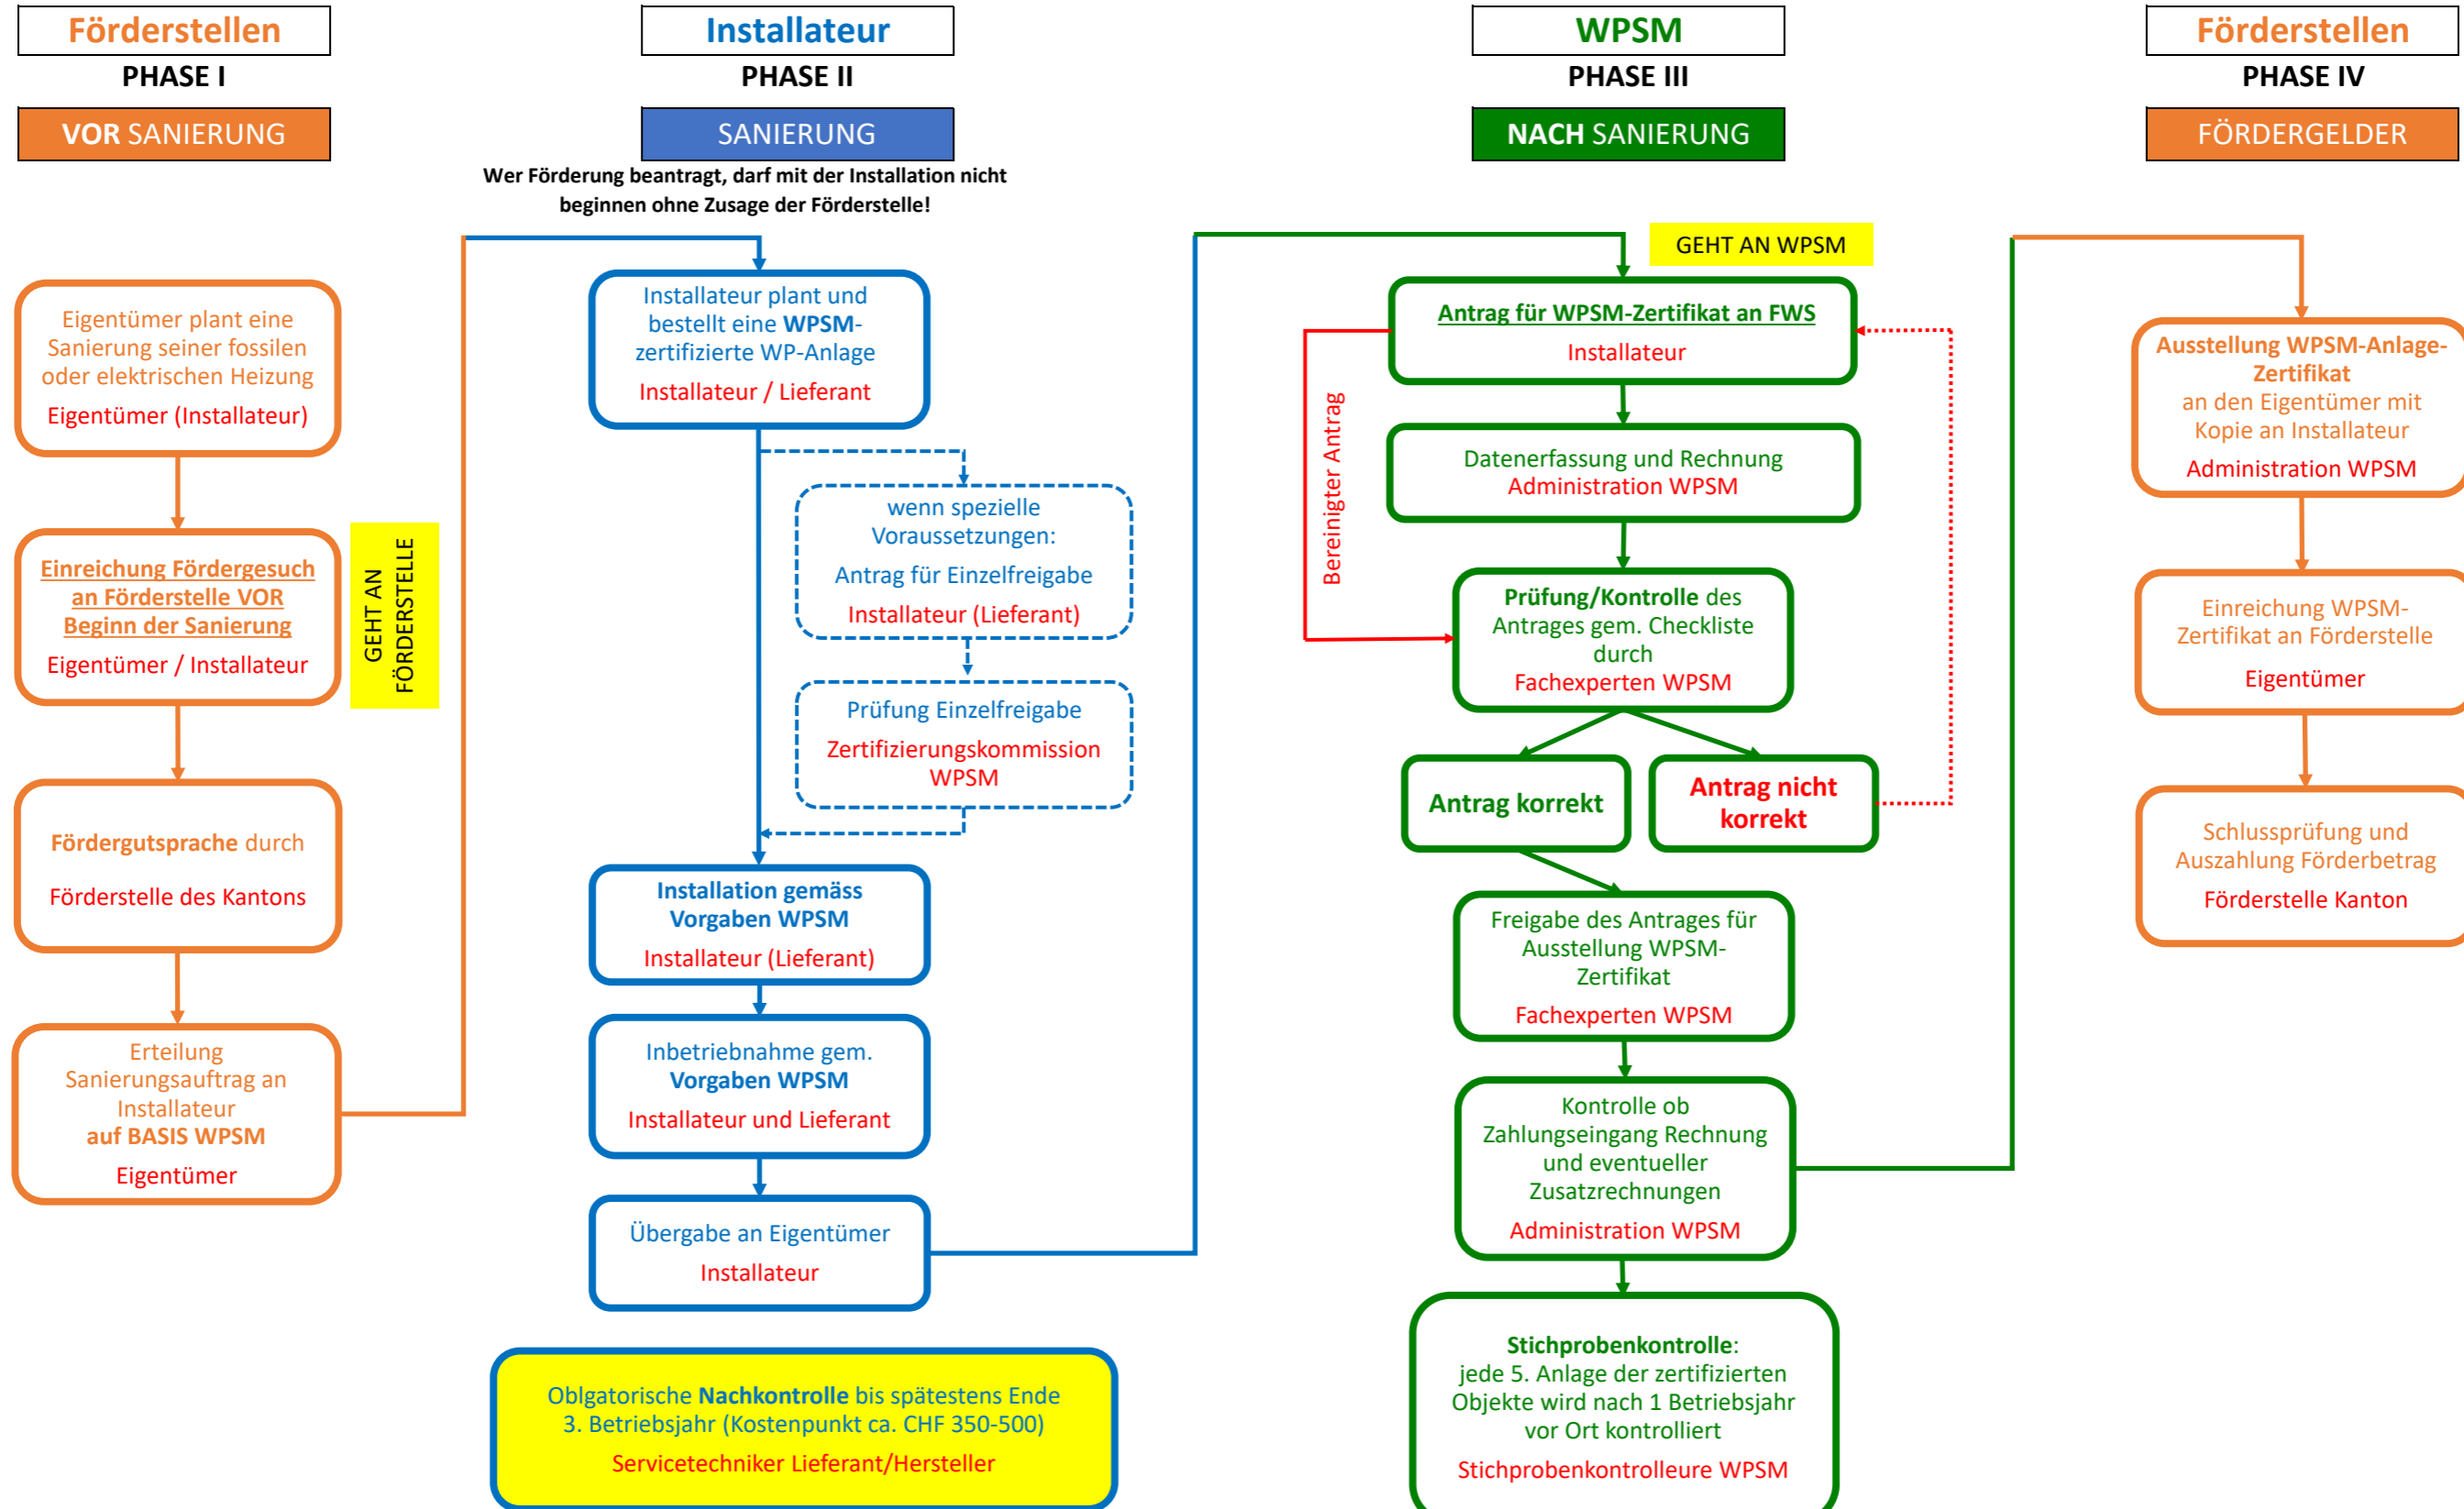 Förderstellen
PHASE I
VOR SANIERUNG
Eigentümer plant eine
Sanierung seiner fossilen
oder elektrischen Heizung
Eigentümer (Installateur)
Einreichung Fördergesuch
an Förderstelle VOR
Beginn der Sanierung
Eigentümer / Installateur
GEHT AN
FÖRDERSTELLE
Fördergutsprache durch
Förderstelle des Kantons
Erteilung
Sanierungsauftrag an
Installateur
auf BASIS WPSM
Eigentümer
Installateur
PHASE II
SANIERUNG
Wer Förderung beantragt, darf mit der Installation nicht
beginnen ohne Zusage der Förderstelle!
Installateur plant und
bestellt eine WPSM-
zertifizierte WP-Anlage
Installateur / Lieferant
wenn spezielle
Voraussetzungen:
Antrag für Einzelfreigabe
Installateur (Lieferant)
Prüfung Einzelfreigabe
Zertifizierungskommission
WPSM
Installation gemäss
Vorgaben WPSM
Installateur (Lieferant)
Inbetriebnahme gem.
Vorgaben WPSM
Installateur und Lieferant
Übergabe an Eigentümer
Installateur
Oblgatorische Nachkontrolle bis spätestens Ende
3. Betriebsjahr (Kostenpunkt ca. CHF 350-500)
Servicetechniker Lieferant/Hersteller
WPSM
PHASE III
NACH SANIERUNG
GEHT AN WPSM
Antrag für WPSM-Zertifikat an FWS
Installateur
Bereinigter Antrag
Datenerfassung und Rechnung
Administration WPSM
Prüfung/Kontrolle des
Antrages gem. Checkliste
durch
Fachexperten WPSM
Antrag korrekt
Antrag nicht
korrekt
Freigabe des Antrages für
Ausstellung WPSM-
Zertifikat
Fachexperten WPSM
Kontrolle ob
Zahlungseingang Rechnung
und eventueller
Zusatzrechnungen
Administration WPSM
Stichprobenkontrolle:
jede 5. Anlage der zertifizierten
Objekte wird nach 1 Betriebsjahr
vor Ort kontrolliert
Stichprobenkontrolleure WPSM
Förderstellen
PHASE IV
FÖRDERGELDER
Ausstellung WPSM-Anlage-
Zertifikat
an den Eigentümer mit
Kopie an Installateur
Administration WPSM
Einreichung WPSM-
Zertifikat an Förderstelle
Eigentümer
Schlussprüfung und
Auszahlung Förderbetrag
Förderstelle Kanton